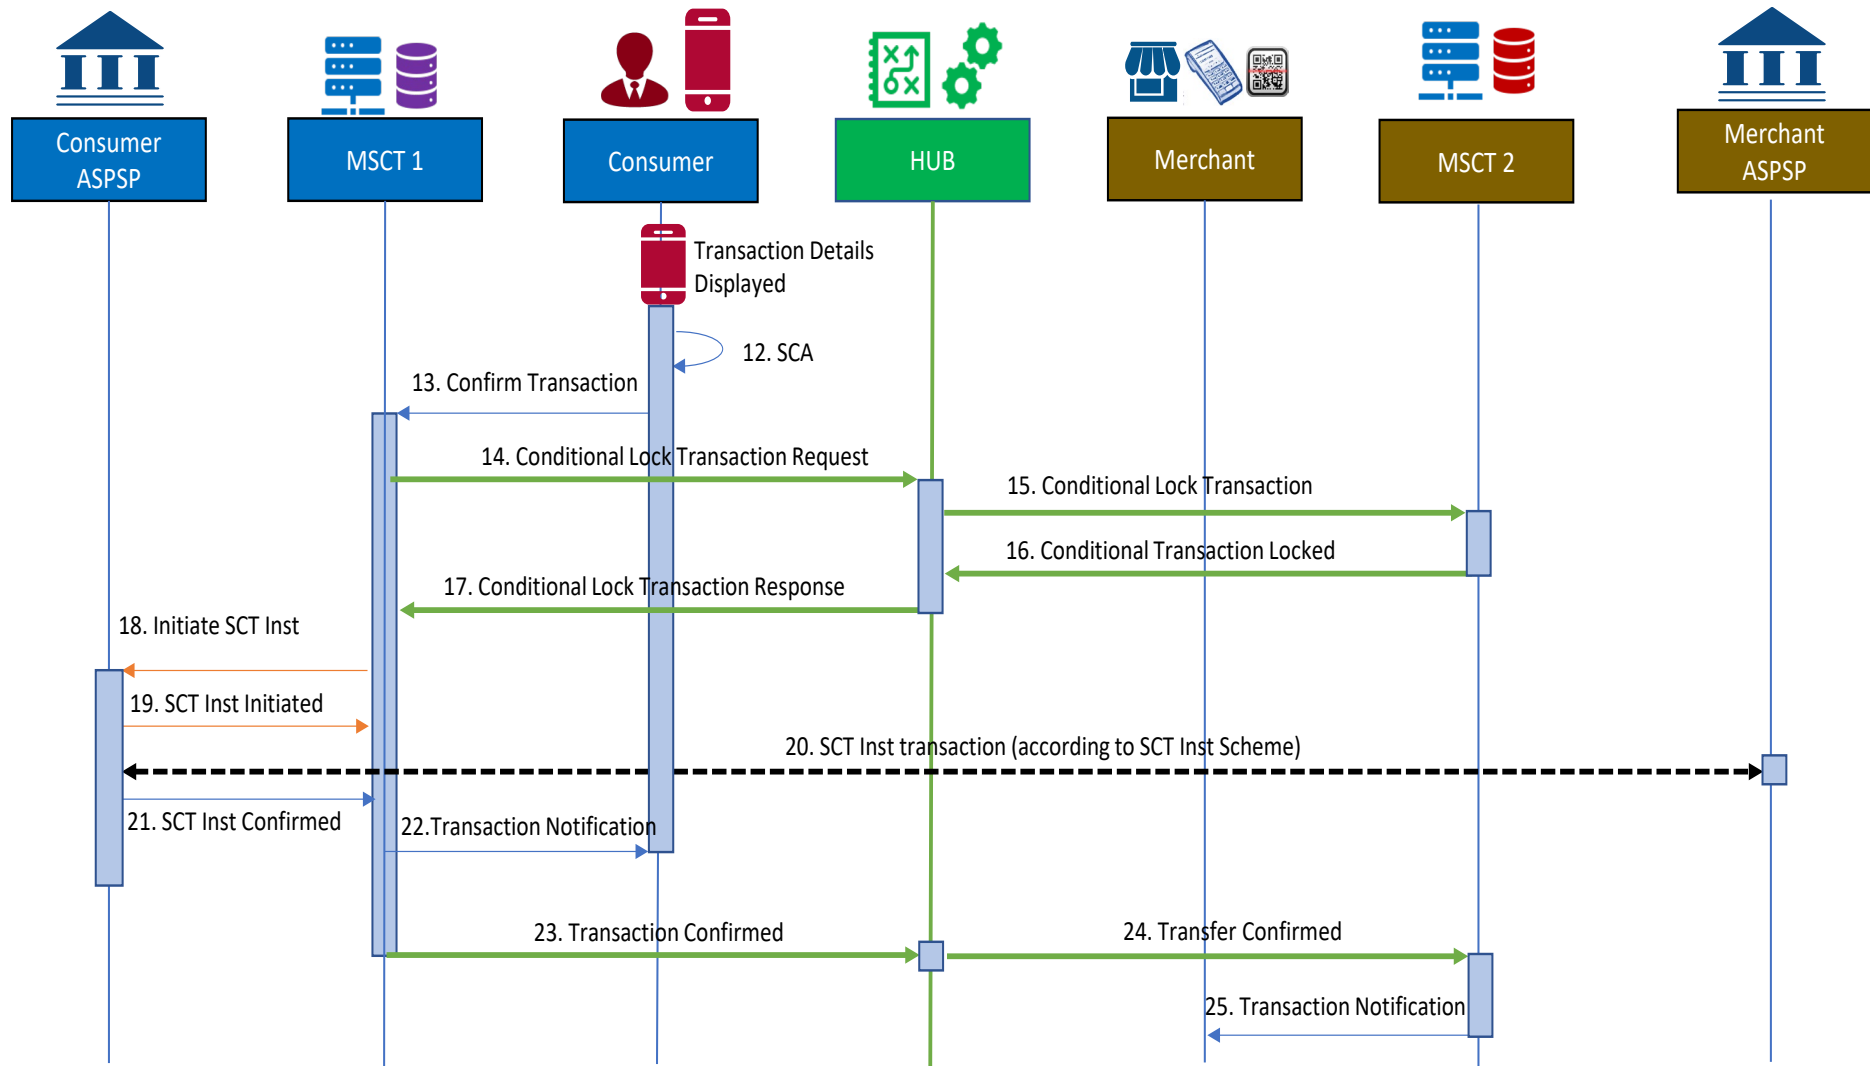 Consumer
ASPSP
MSCT 1
Consumer
HUB
Merchant
MSCT 2
Merchant
ASPSP
Transaction Details
Displayed
12. SCA
13. Confirm Transaction
14. Conditional Lock Transaction Request
15. Conditional Lock Transaction
16. Conditional Transaction Locked
17. Conditional Lock Transaction Response
18. Initiate SCT Inst
19. SCT Inst Initiated
20. SCT Inst transaction (according to SCT Inst Scheme)
21. SCT Inst Confirmed
22.Transaction Notification
23. Transaction Confirmed
24. Transfer Confirmed
25. Transaction Notification